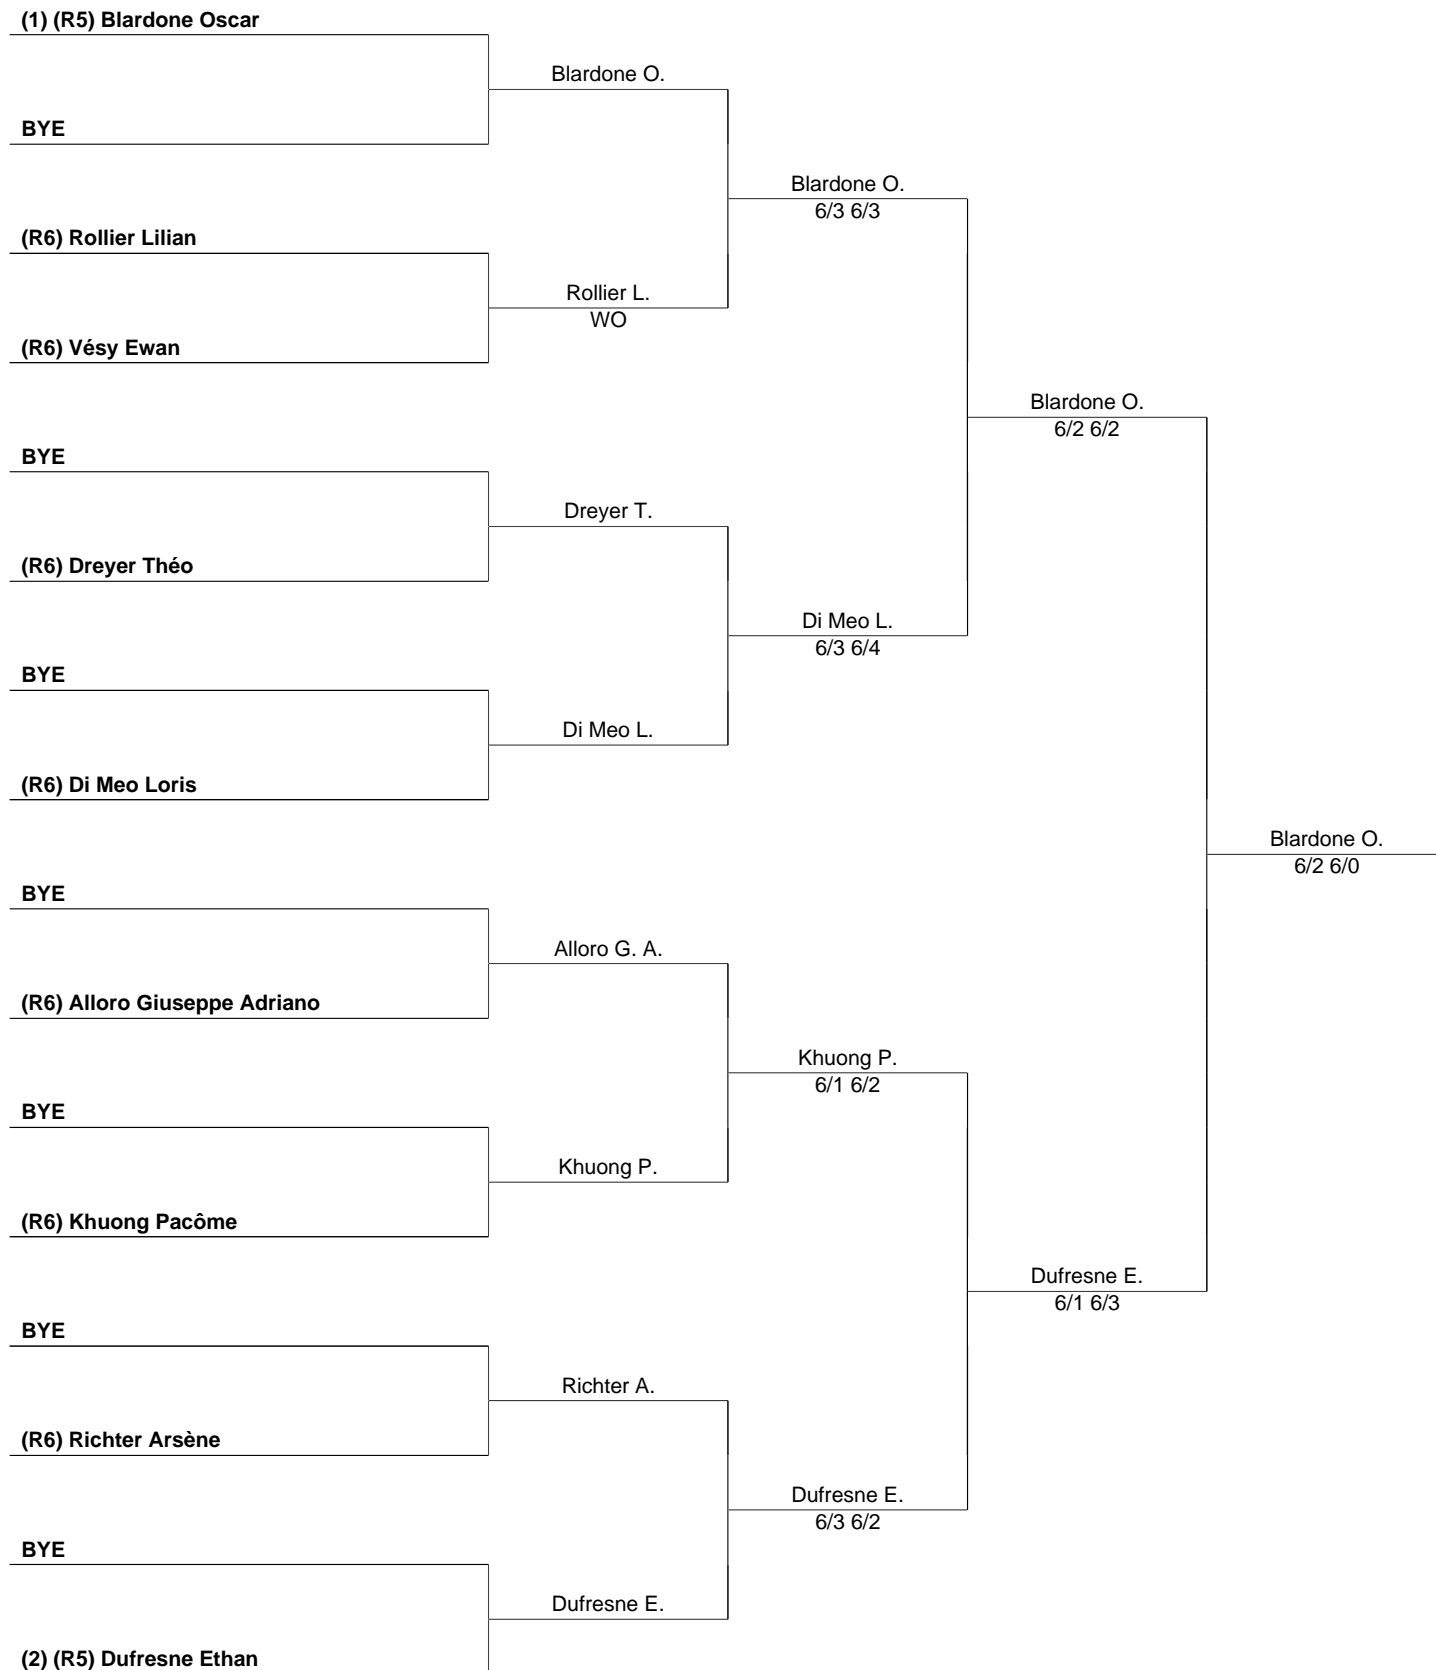 (1) (R5) Blardone Oscar
Blardone O.
BYE
Blardone O.
6/3 6/3
(R6) Rollier Lilian
Rollier L.
WO
(R6) Vésy Ewan
Blardone O.
6/2 6/2
BYE
Dreyer T.
(R6) Dreyer Théo
Di Meo L.
6/3 6/4
BYE
Di Meo L.
(R6) Di Meo Loris
Blardone O.
6/2 6/0
BYE
Alloro G. A.
(R6) Alloro Giuseppe Adriano
Khuong P.
6/1 6/2
BYE
Khuong P.
(R6) Khuong Pacôme
Dufresne E.
6/1 6/3
BYE
Richter A.
(R6) Richter Arsène
Dufresne E.
6/3 6/2
BYE
Dufresne E.
(2) (R5) Dufresne Ethan